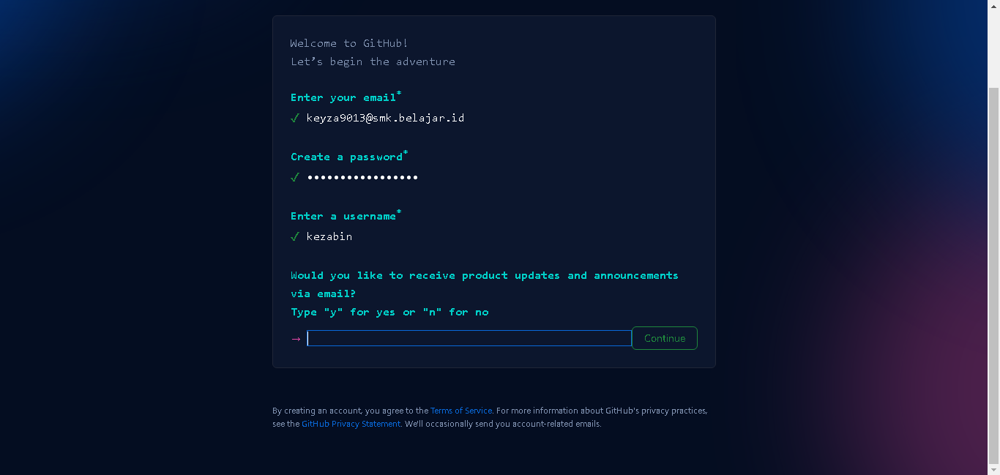 Welcome to GitHub!
Let’s begin the adventure
Enter your email*
✓ keyza9013@smk.belajar.id
Create a password*
✓ •••••••••••••••••
Enter a username*
✓ kezabin
Would you like to receive product updates and announcements
via email?
Type "y" for yes or "n" for no
→ Continue
By creating an account, you agree to the Terms of Service. For more information about GitHub's privacy practices,
see the GitHub Privacy Statement. We'll occasionally send you account-related emails.